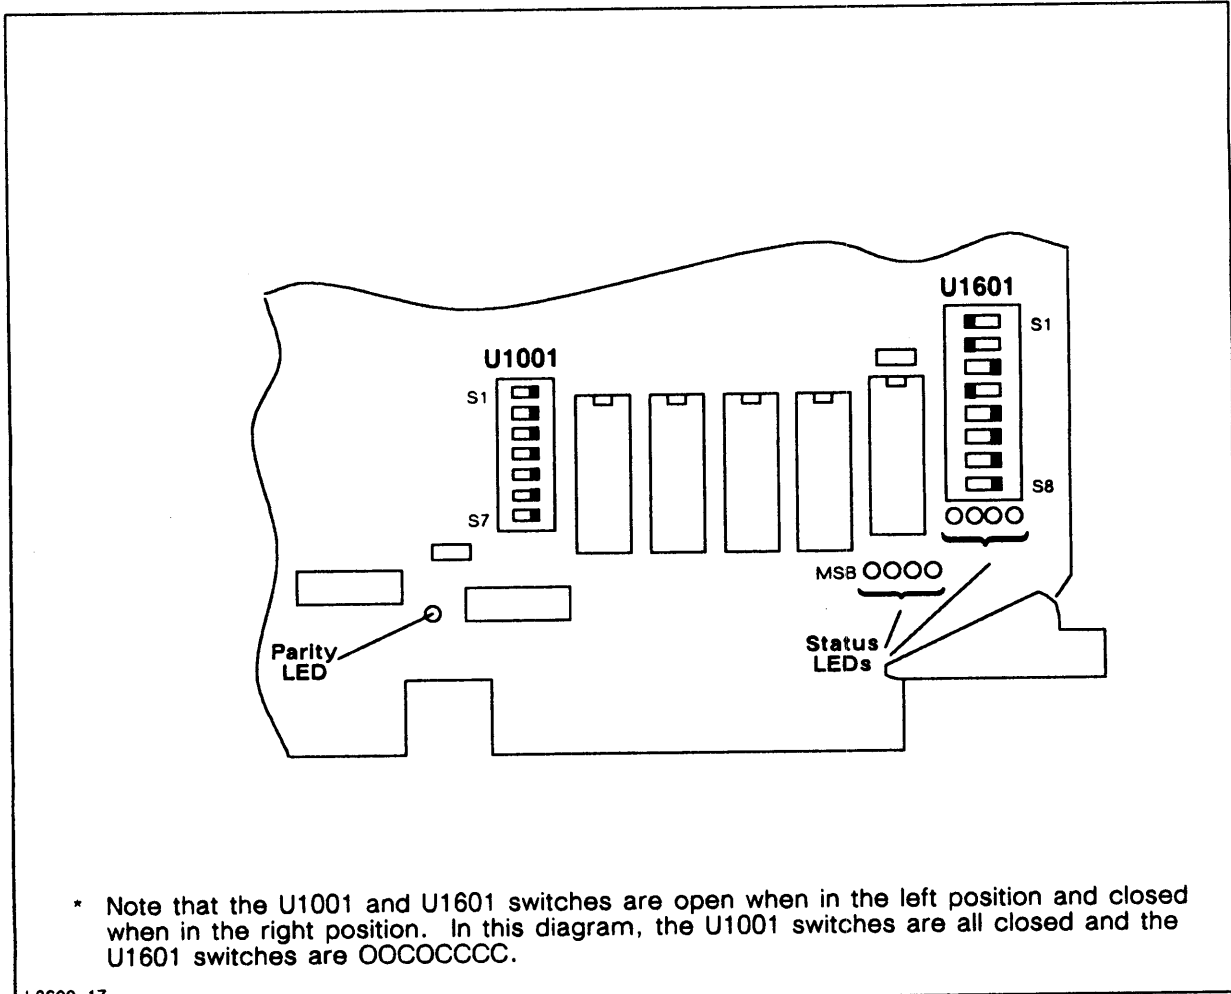 U1601
S1
U1001
S1
S8
S7
MSB
Parity
LED
Status
LEDs
* Note that the U1001 and U1601 switches are open when in the left position and closed
when in the right position. In this diagram, the U1001 switches are all closed and the
U1601 switches are OOCOCCCC.